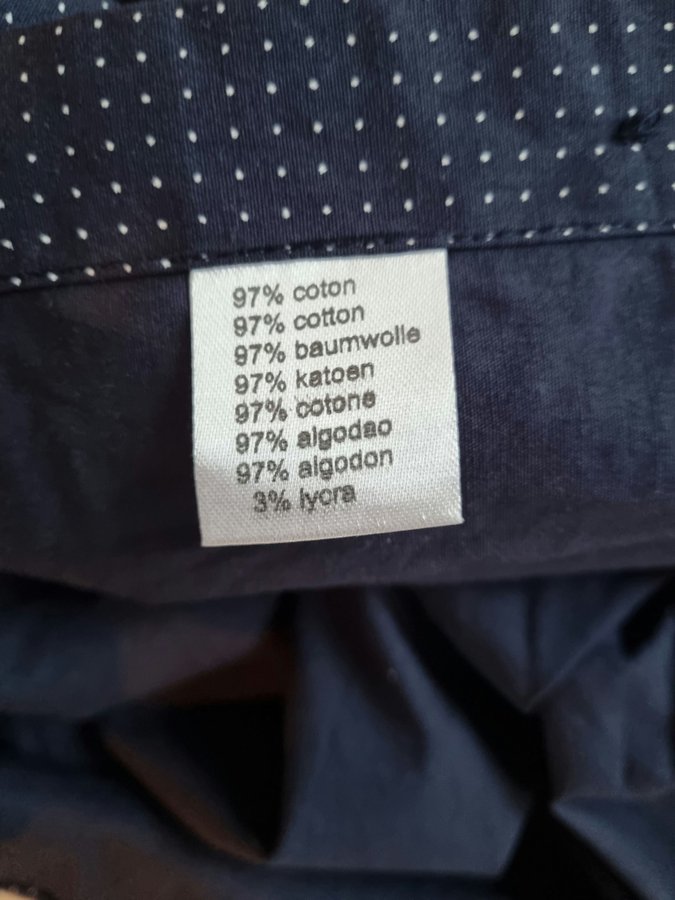 97% coton
97% cotton
97% baumwolle
97% katoen
97% cotone
97% algodao
97% algodon
3% lycra